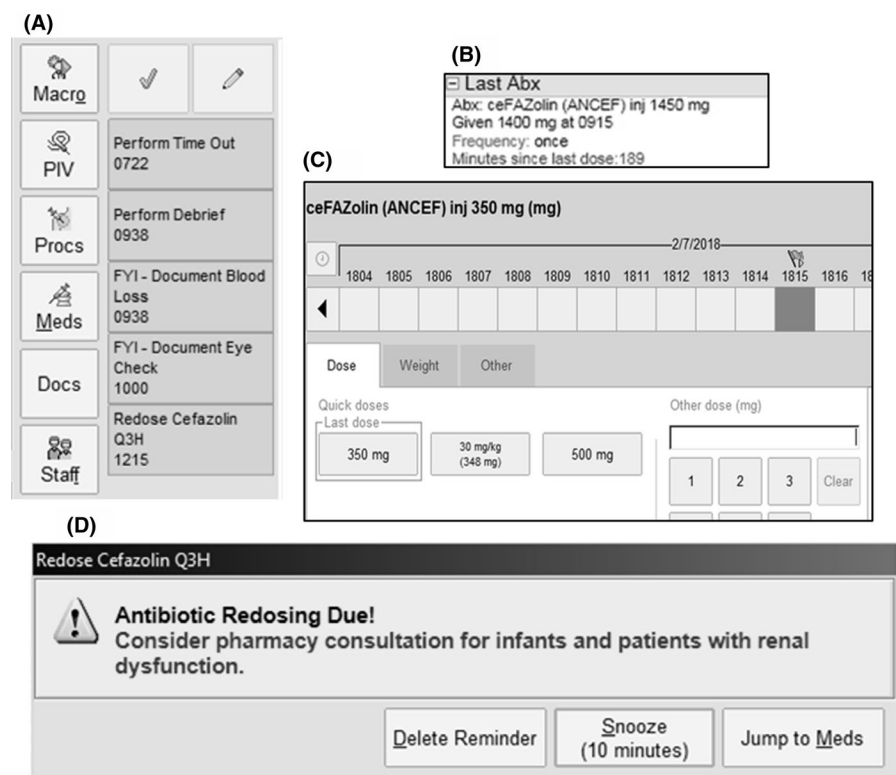 (A)
Macro
PIV
Procs
Meds
Docs
Staff
Perform Time Out
0722
Perform Debrief
0938
FYI - Document Blood
Loss
0938
FYI - Document Eye
Check
1000
Redose Cefazolin
Q3H
1215
(B)
Last Abx
Abx: ceFAZolin (ANCEF) inj 1450 mg
Given 1400 mg at 0915
Frequency: once
Minutes since last dose:189
(C)
ceFAZolin (ANCEF) inj 350 mg (mg)
2/7/2018
1804 1805 1806 1807 1808 1809 1810 1811 1812 1813 1814 1815 1816 18
Dose Weight Other
Quick doses
Last dose
350 mg
30 mg/kg
(348 mg)
500 mg
Other dose (mg)
1 2 3 Clear
(D)
Redose Cefazolin Q3H
Antibiotic Redosing Due!
Consider pharmacy consultation for infants and patients with renal
dysfunction.
Delete Reminder
Snooze
(10 minutes)
Jump to Meds